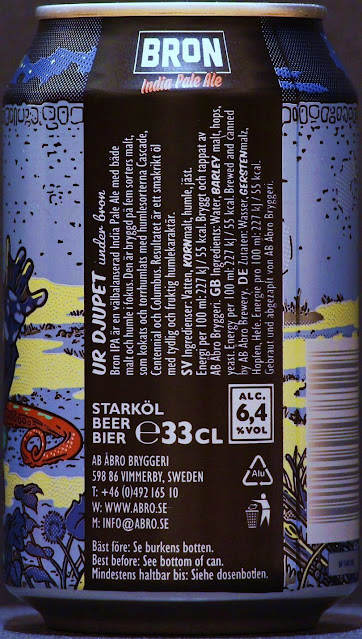 BRON
India Pale Ale
UR DJUPET under bron
Bron IPA är en välbalanserad India Pale Ale med både
malt och humle i fokus. Den är bryggd på fem sorters malt,
som kokats och torrhumlats med humlesorterna Cascade,
Centennial och Columbus. Resultatet är ett smakrikt öl
med tydlig och fruktig humlekaraktär.
SV Ingredienser: Vatten, KORNmalt, humle, jäst.
Energi per 100 ml: 227 kJ / 55 kcal. Bryggt och tappat av
AB Åbro Bryggeri. GB Ingredients: Water, BARLEY malt, hops,
yeast. Energy per 100 ml: 227 kJ / 55 kcal. Brewed and canned
by AB Åbro Brewery. DE Zutaten: Wasser, GERSTENmalz,
Hopfen, Hefe. Energie pro 100 ml: 227 kJ / 55 kcal.
Gebraut und abgezapft von AB Åbro Bryggeri.
STARKÖL
BEER
BIER
℮33CL
ALC.
6,4
%VOL
AB ÅBRO BRYGGERI
598 86 VIMMERBY, SWEDEN
T: +46 (0)492 165 10
W: WWW.ABRO.SE
M: INFO@ABRO.SE
Alu
Bäst före: Se burkens botten.
Best before: See bottom of can.
Mindestens haltbar bis: Siehe dosenboden.